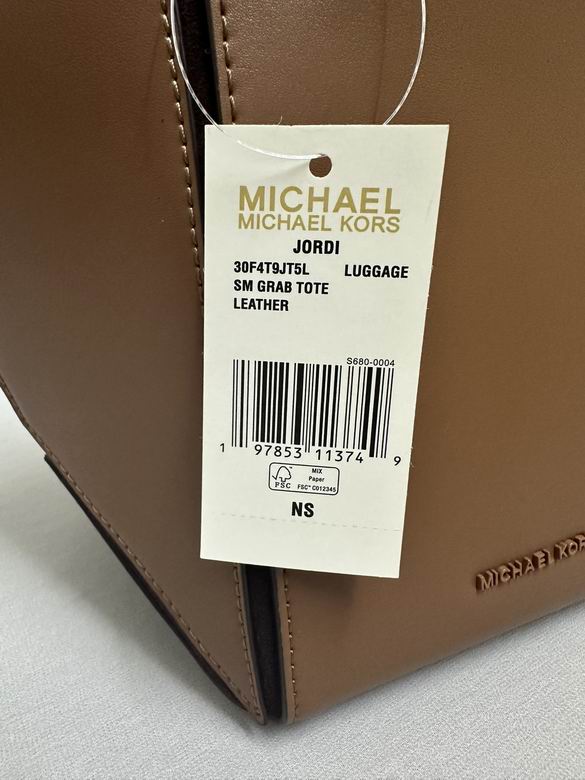 MICHAEL
MICHAEL KORS
JORDI
30F4T9JT5L LUGGAGE
SM GRAB TOTE
LEATHER
S680-0004
1 97853 11374 9
FSC
MIX
Paper
FSC™ C012345
NS
MICHAEL KORS